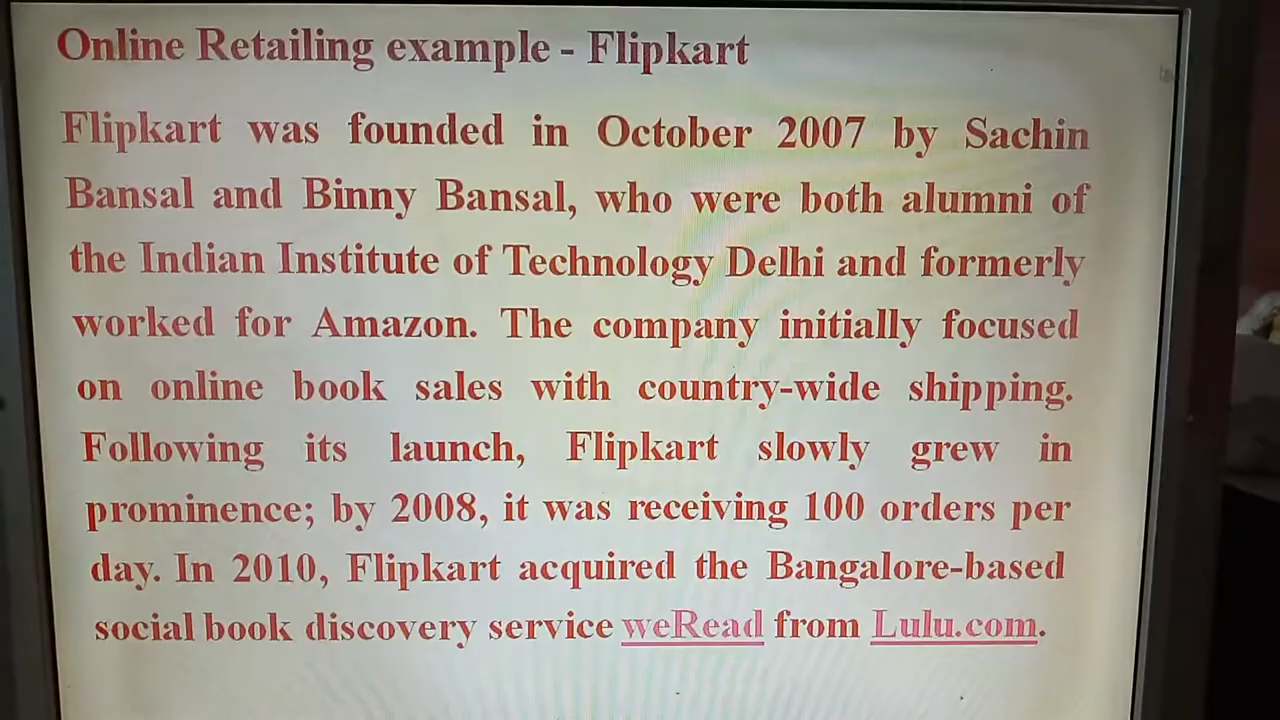 Online Retailing example - Flipkart
Flipkart was founded in October 2007 by Sachin
Bansal and Binny Bansal, who were both alumni of
the Indian Institute of Technology Delhi and formerly
worked for Amazon. The company initially focused
on online book sales with country-wide shipping.
Following its launch, Flipkart slowly grew in
prominence; by 2008, it was receiving 100 orders per
day. In 2010, Flipkart acquired the Bangalore-based
social book discovery service weRead from Lulu.com.